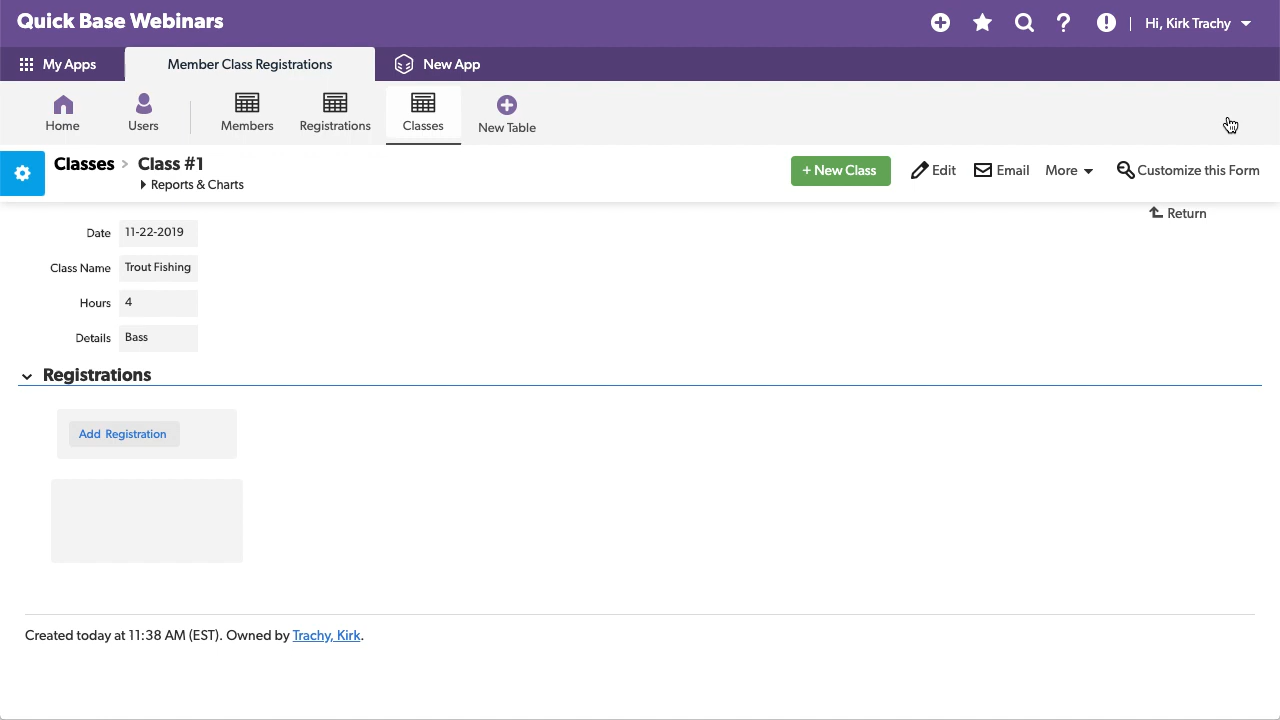 Quick Base Webinars
Hi, Kirk Trachy
My Apps
Member Class Registrations
New App
Home
Users
Members
Registrations
Classes
New Table
Classes > Class #1
Reports & Charts
+ New Class
Edit
Email
More
Customize this Form
Return
Date 11-22-2019
Class Name Trout Fishing
Hours 4
Details Bass
Registrations
Add Registration
Created today at 11:38 AM (EST). Owned by Trachy, Kirk.